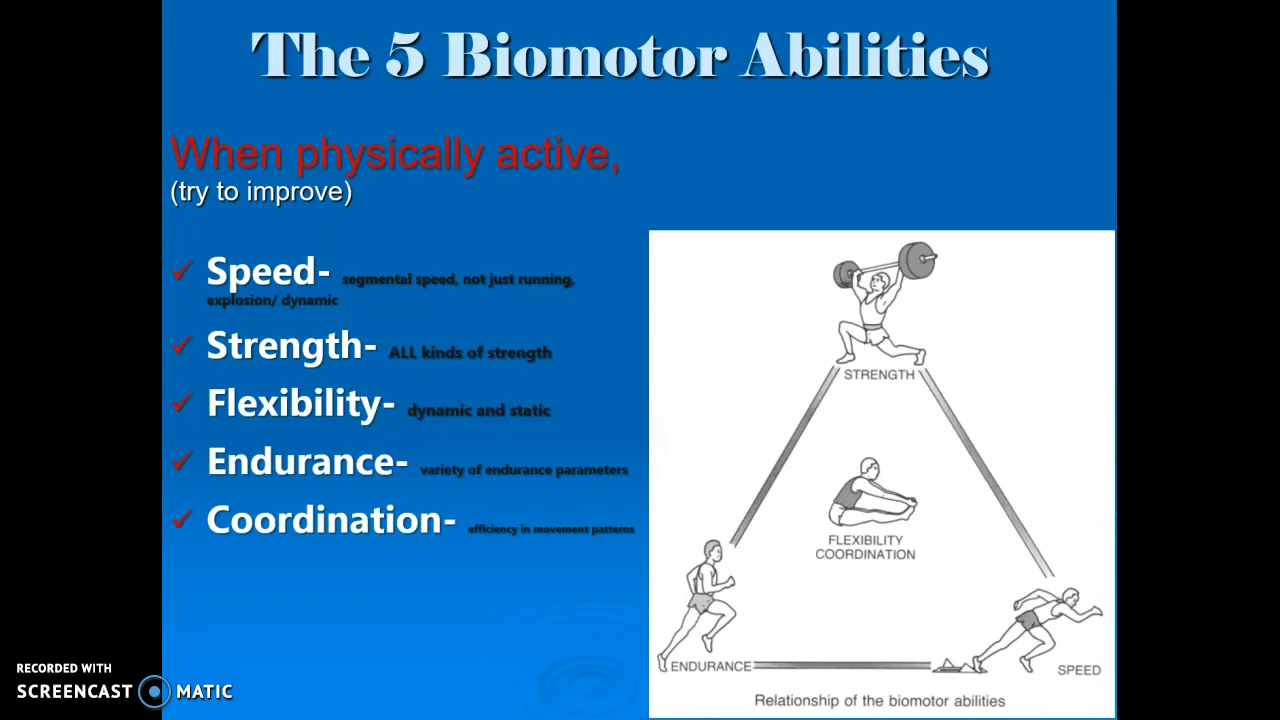 The 5 Biomotor Abilities
When physically active,
(try to improve)
Speed- segmental speed, not just running,
explosion/ dynamic
Strength- ALL kinds of strength
Flexibility- dynamic and static
Endurance- variety of endurance parameters
Coordination- efficiency in movement patterns
STRENGTH
FLEXIBILITY
COORDINATION
ENDURANCE
SPEED
Relationship of the biomotor abilities
RECORDED WITH
SCREENCAST MATIC